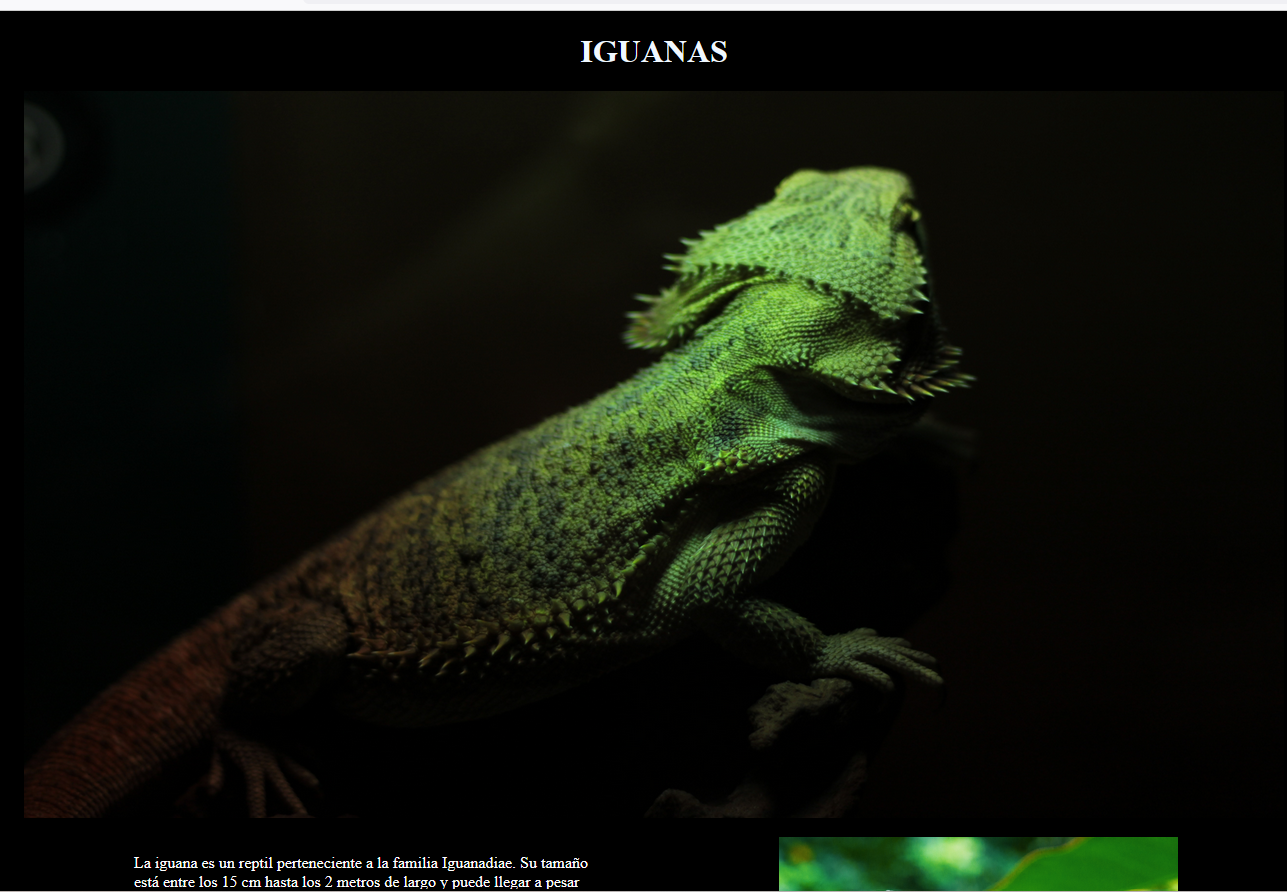 IGUANAS
La iguana es un reptil perteneciente a la familia Iguanadiae. Su tamaño
está entre los 15 cm hasta los 2 metros de largo y puede llegar a pesar